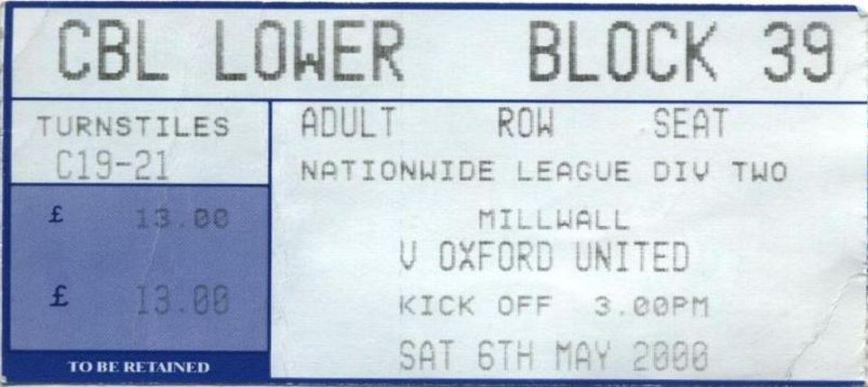 CBL LOWER BLOCK 39
TURNSTILES
C19-21
£ 13.00
£ 13.00
TO BE RETAINED
ADULT ROW SEAT
NATIONWIDE LEAGUE DIV TWO
MILLWALL
V OXFORD UNITED
KICK OFF 3.00PM
SAT 6TH MAY 2000